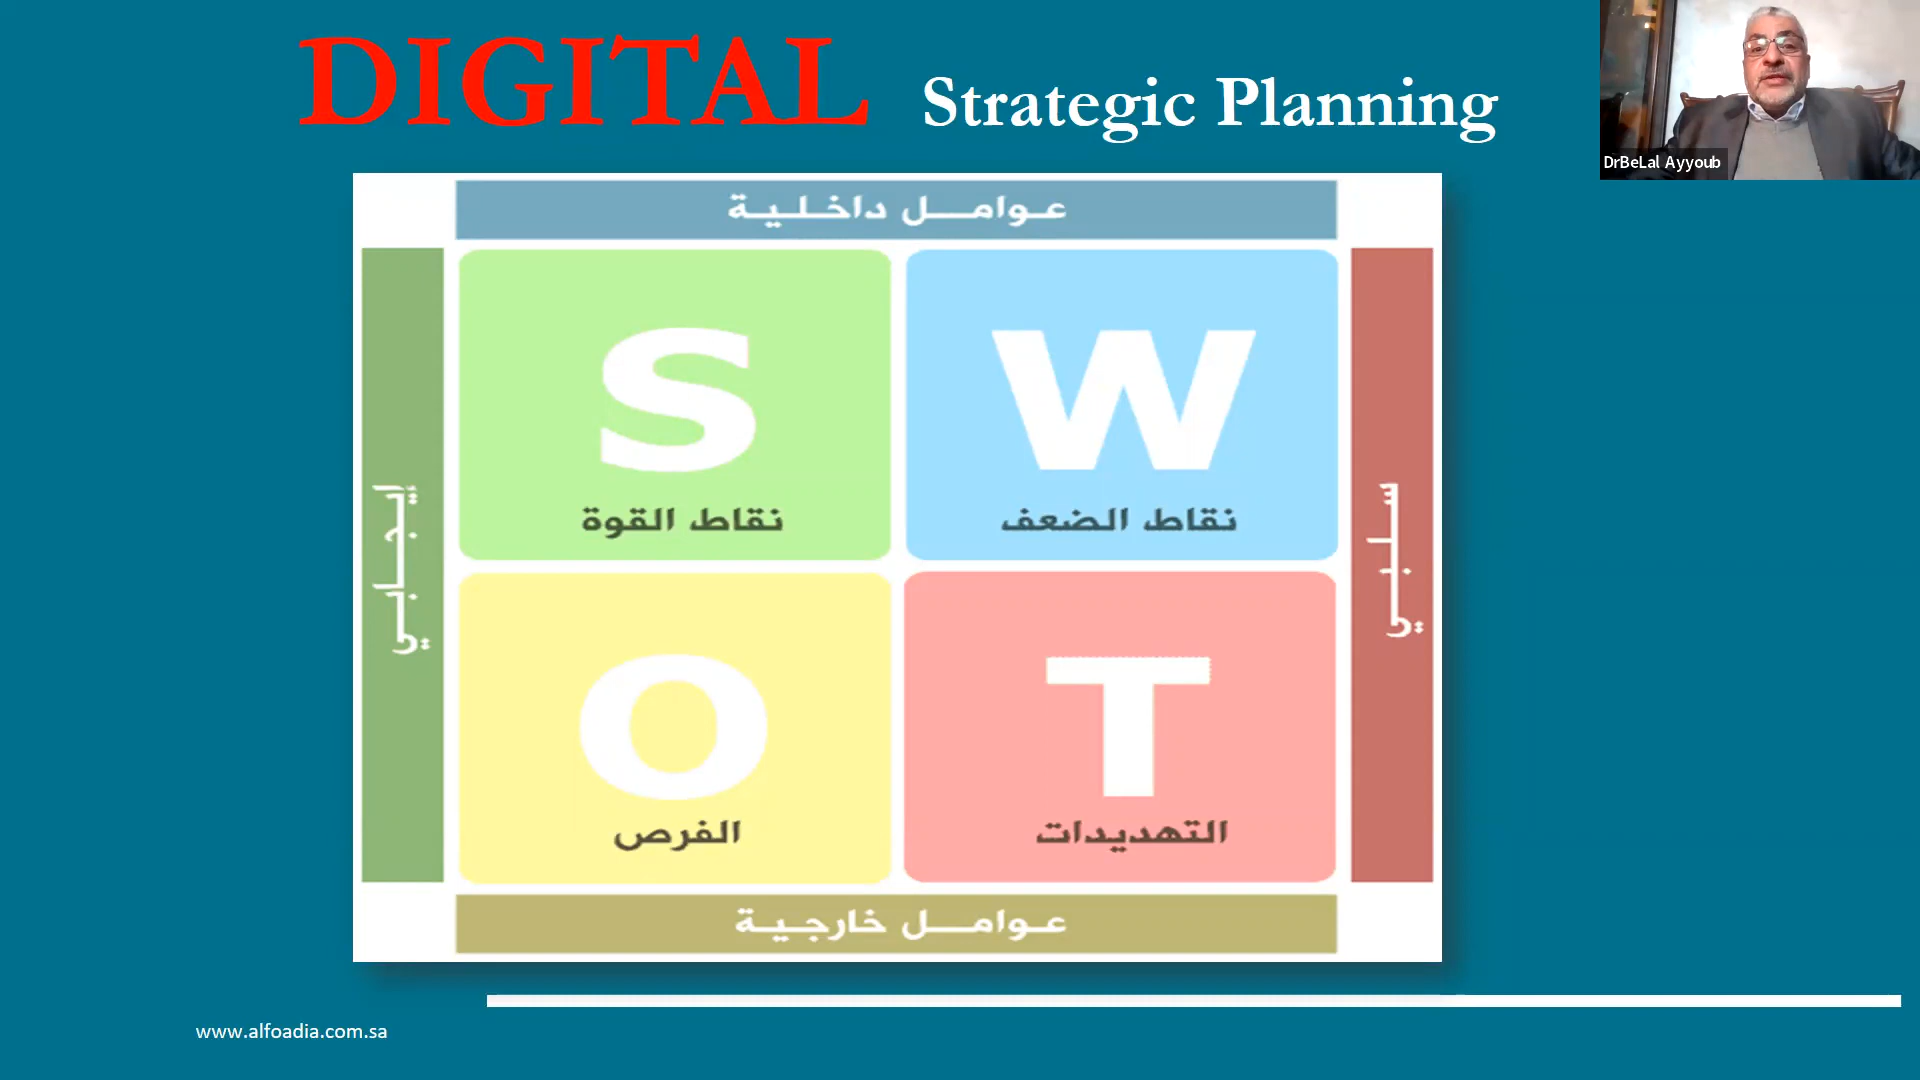 DIGITAL Strategic Planning
DrBeLal Ayyoub
عوامل داخلية
إيجابي
S
نقاط القوة
W
نقاط الضعف
سلبي
O
الفرص
T
التهديدات
عوامل خارجية
www.alfoadia.com.sa